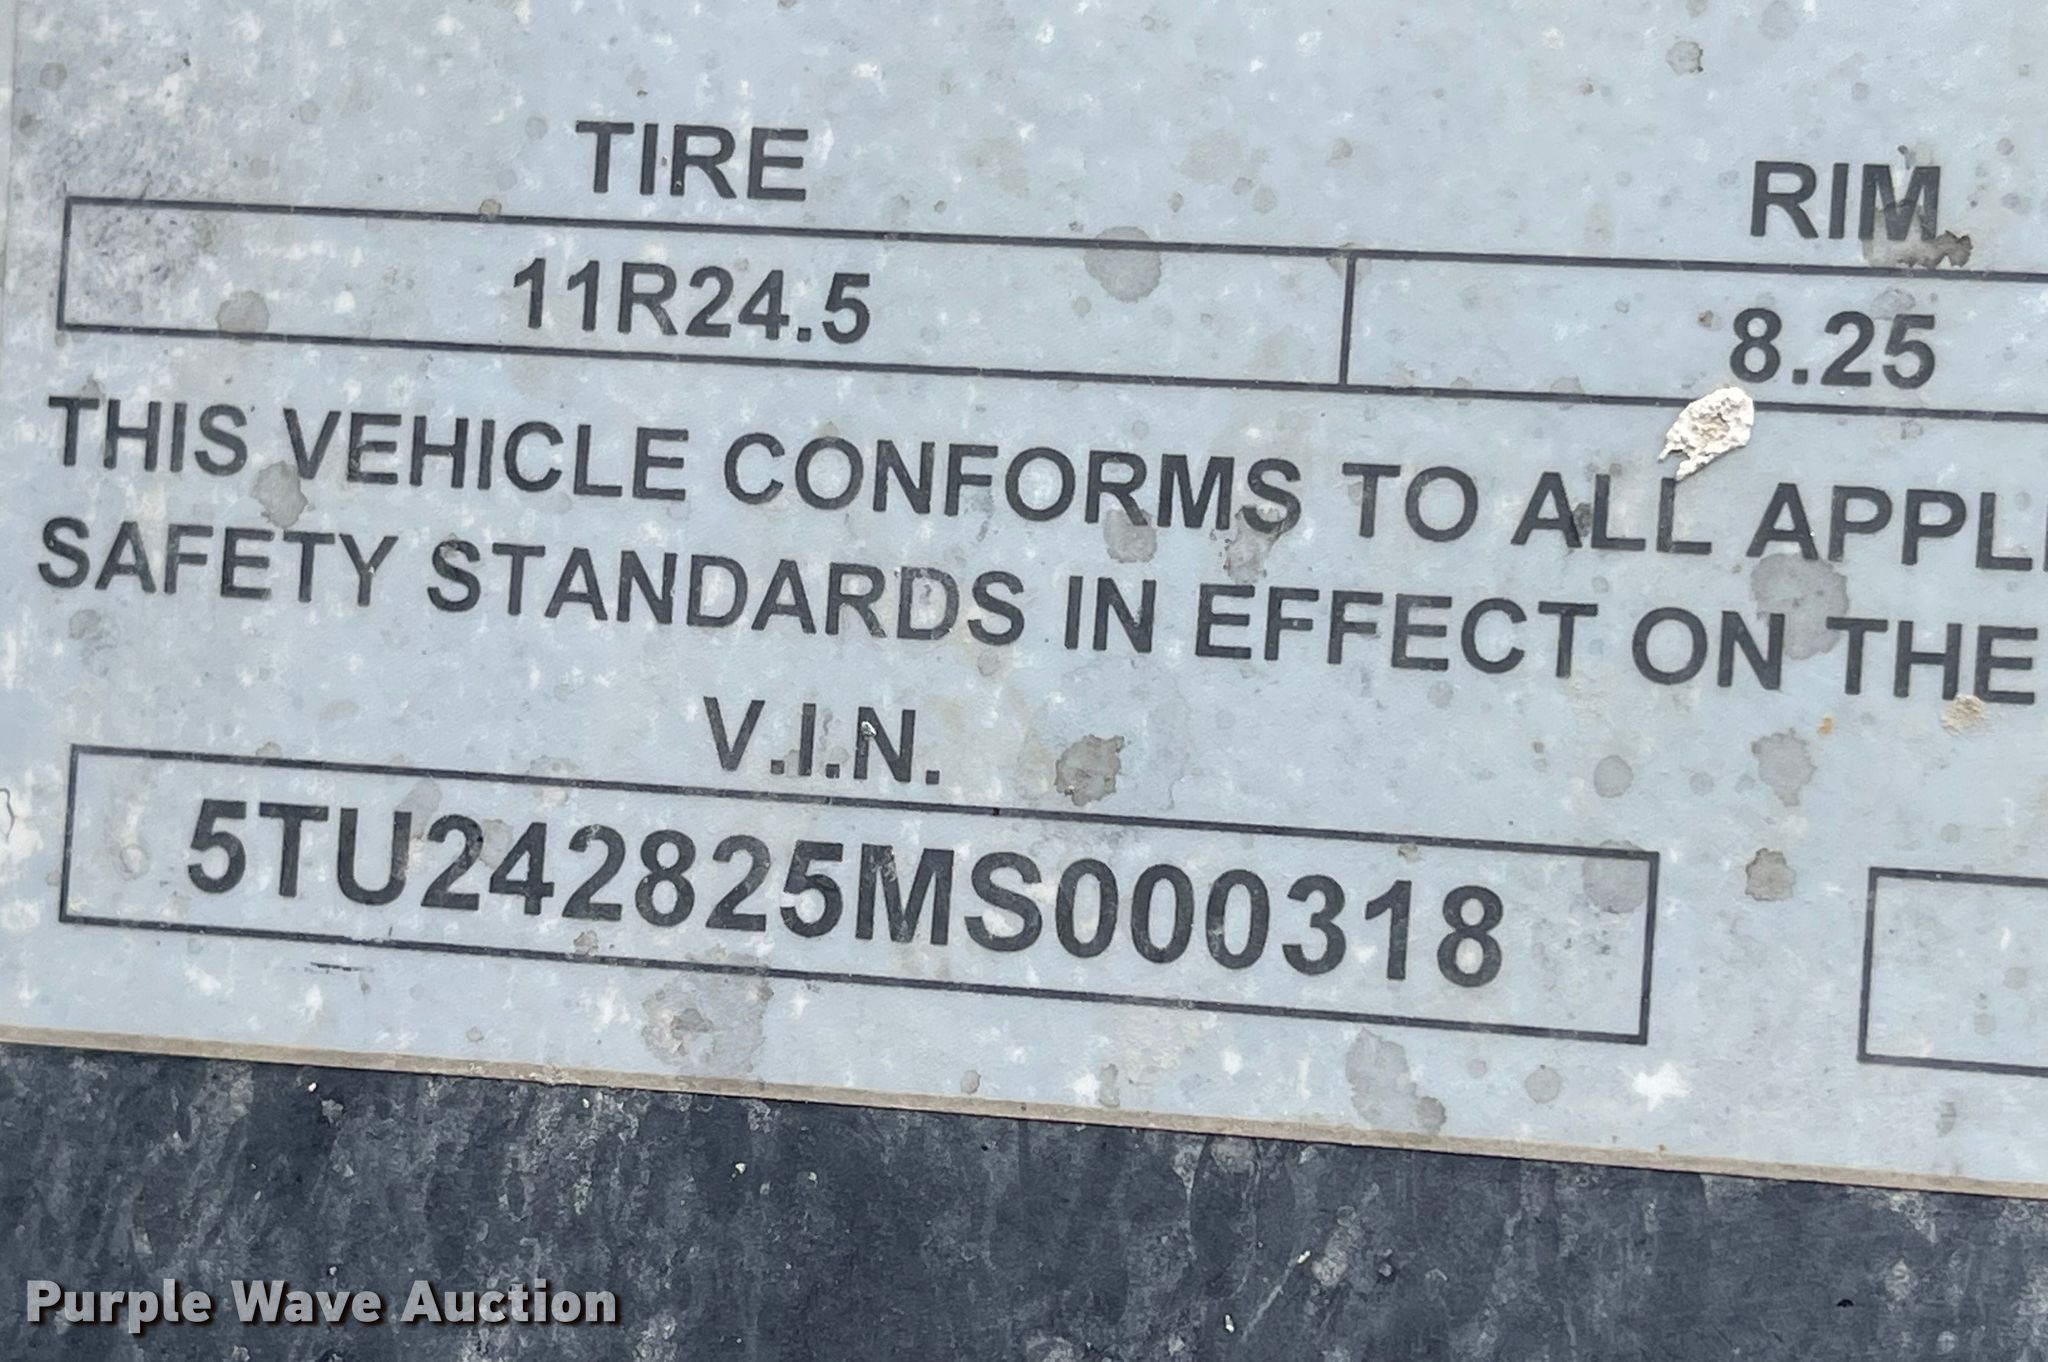 TIRE RIM
11R24.5 8.25
THIS VEHICLE CONFORMS TO ALL APPL
SAFETY STANDARDS IN EFFECT ON THE
V.I.N.
5TU242825MS000318
Purple Wave Auction